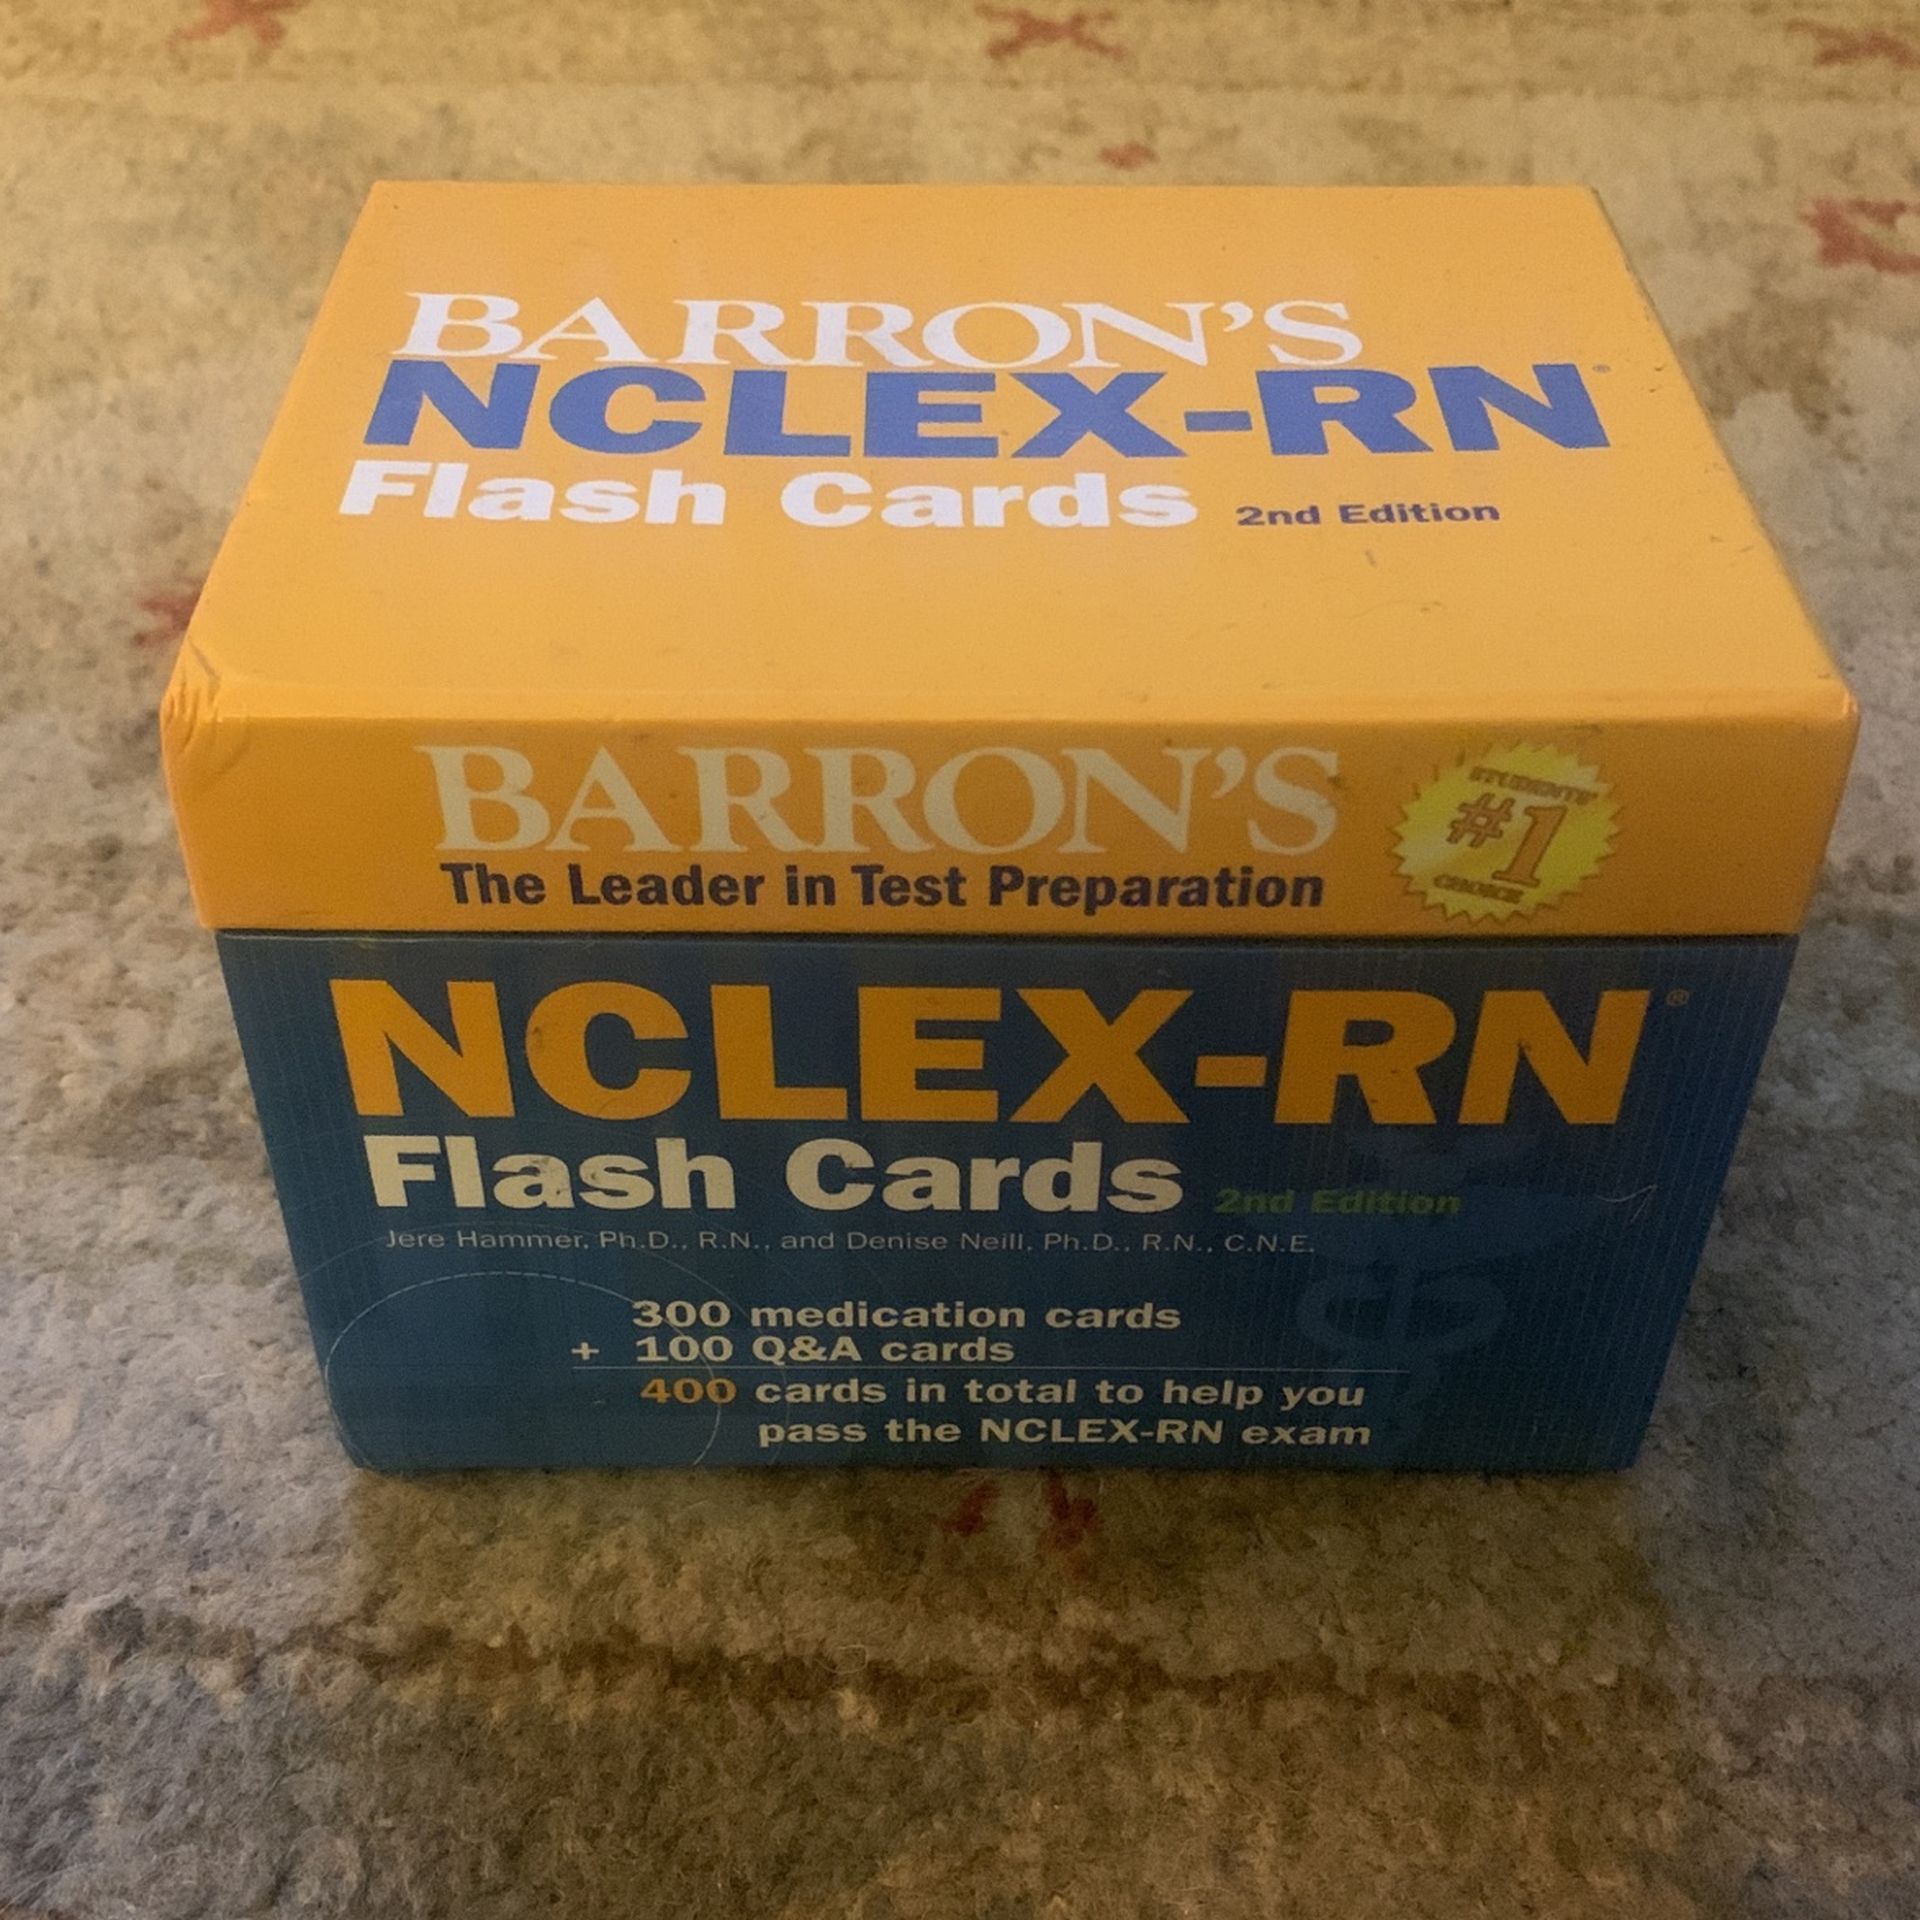 BARRON'S
NCLEX-RN®
Flash Cards 2nd Edition
BARRON'S
The Leader in Test Preparation
STUDENTS'
#1
CHOICE
NCLEX-RN®
Flash Cards 2nd Edition
Jere Hammer, Ph.D., R.N., and Denise Neill, Ph.D., R.N., C.N.E.
300 medication cards
+ 100 Q&A cards
400 cards in total to help you
pass the NCLEX-RN exam